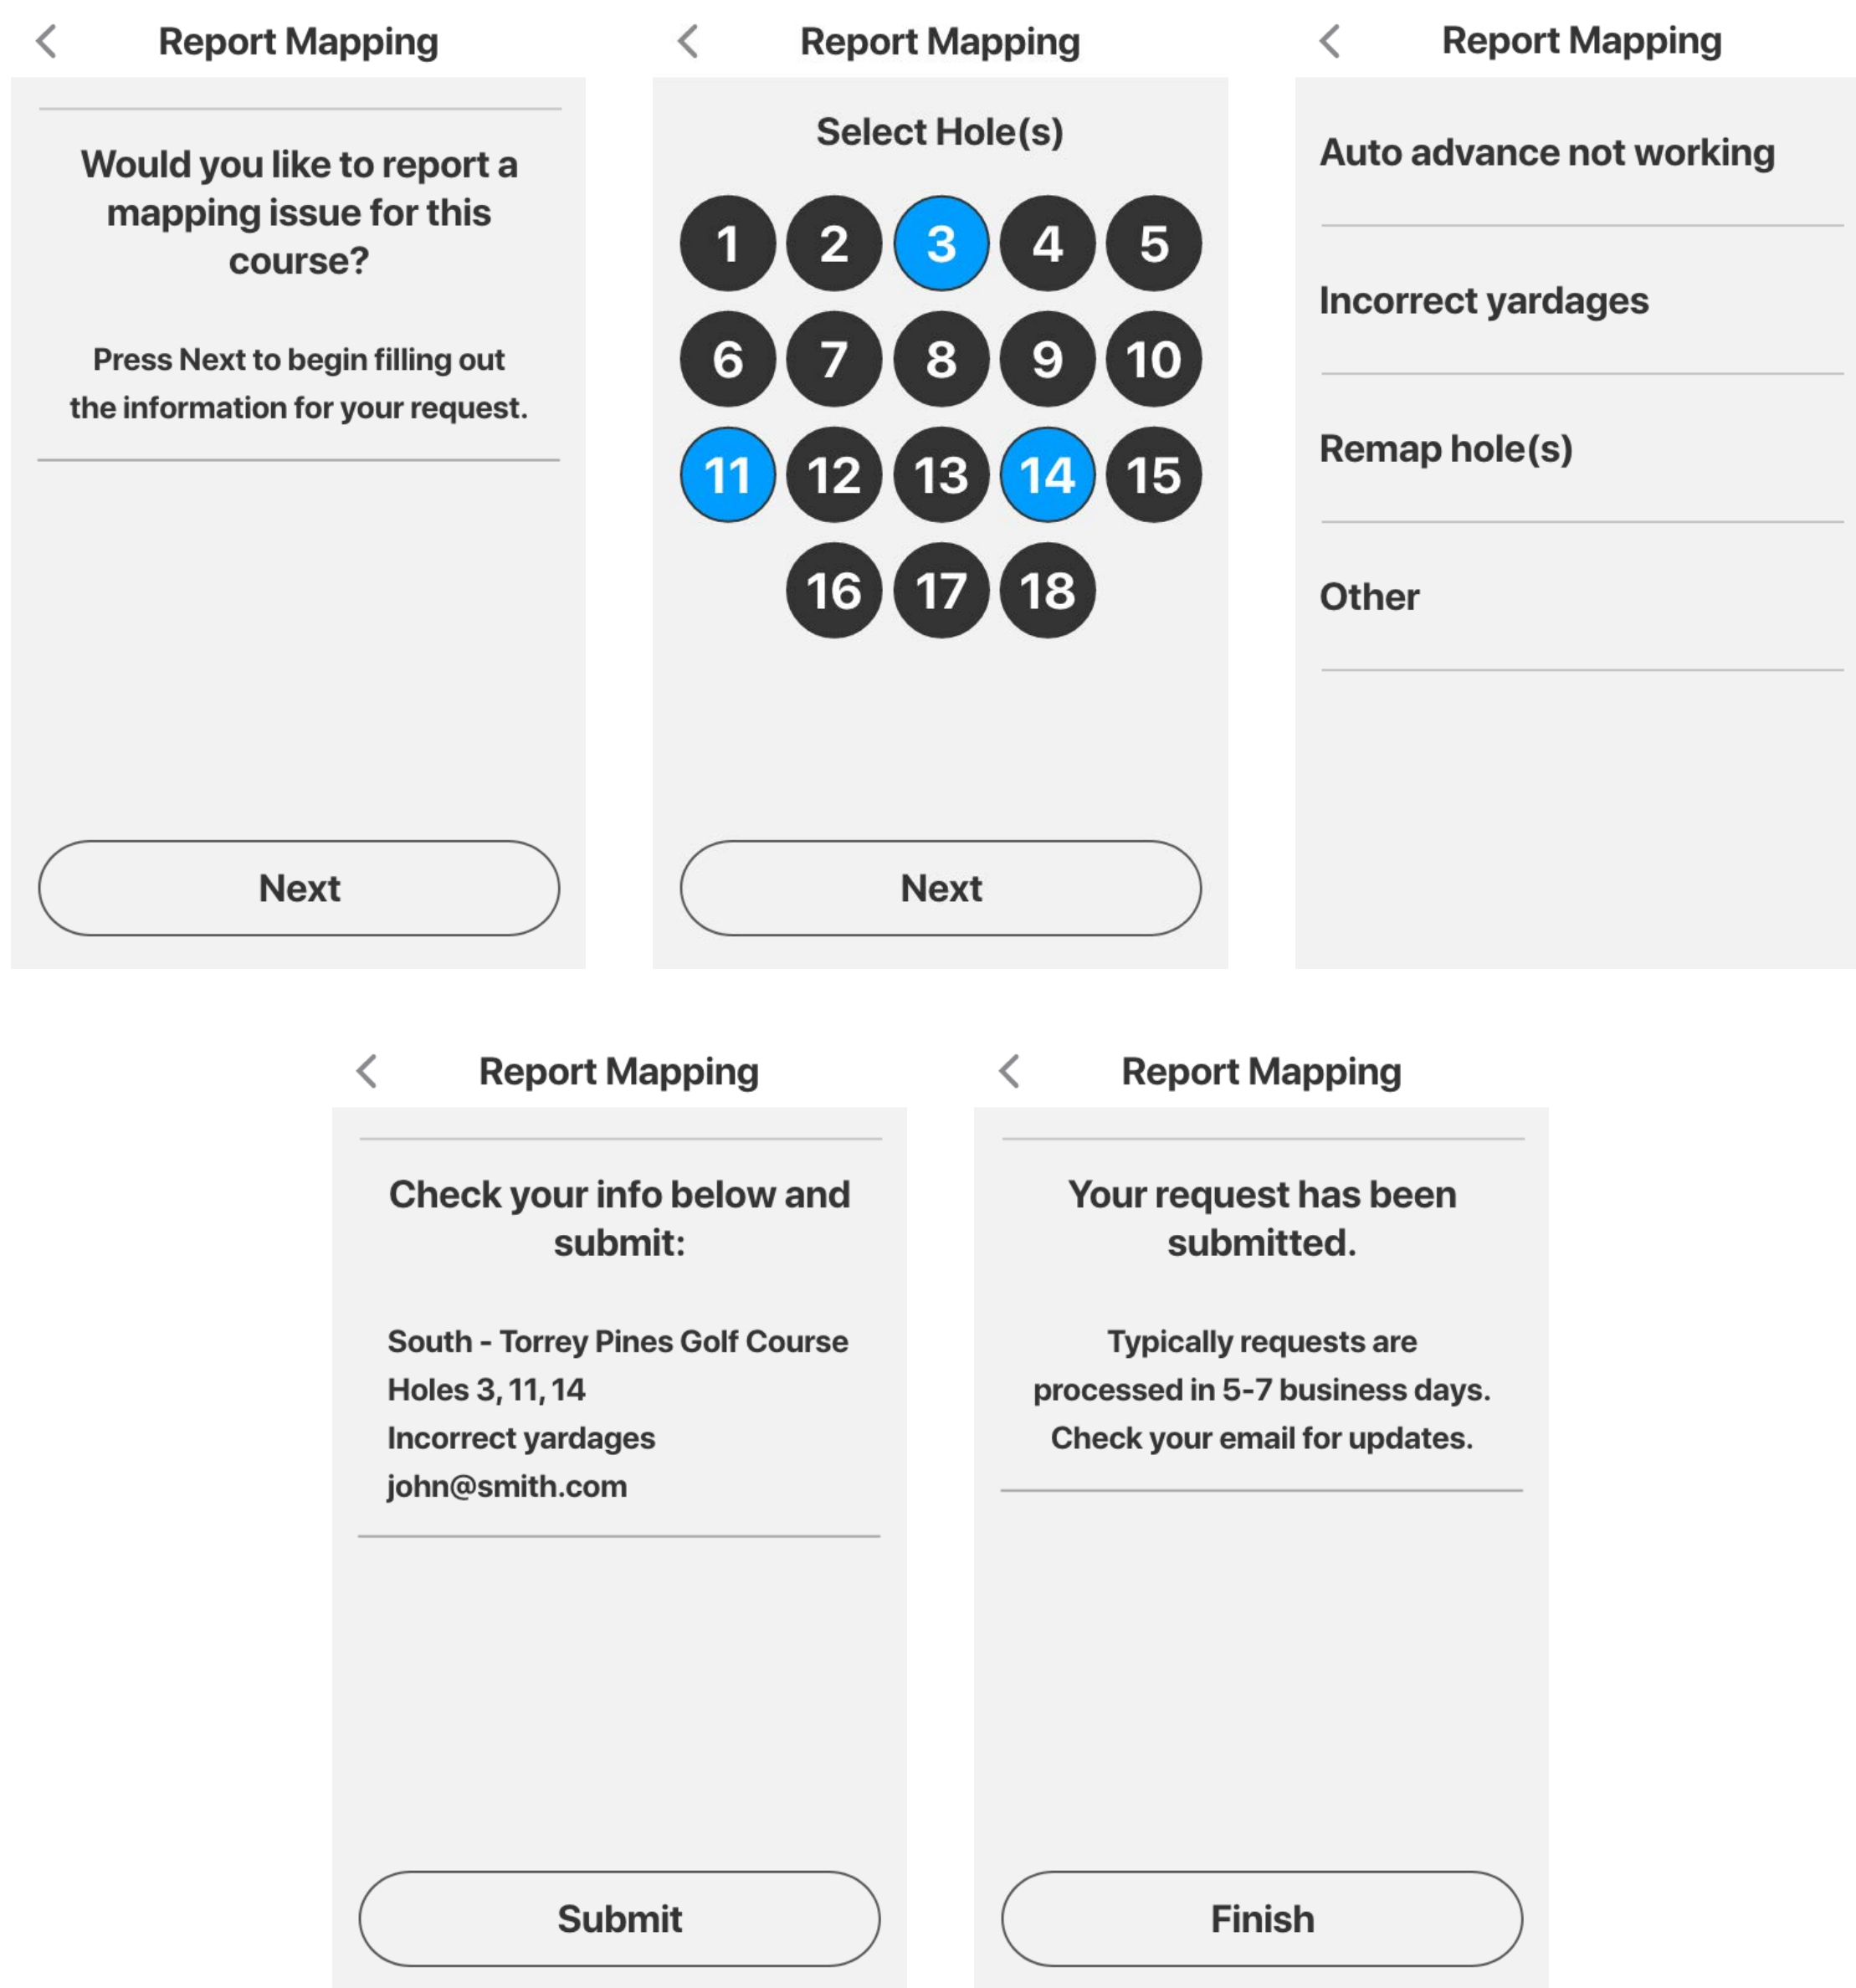 Report Mapping
Would you like to report a
mapping issue for this
course?
Press Next to begin filling out
the information for your request.
Next
Report Mapping
Select Hole(s)
1 2 3 4 5
6 7 8 9 10
11 12 13 14 15
16 17 18
Next
Report Mapping
Auto advance not working
Incorrect yardages
Remap hole(s)
Other
Report Mapping
Check your info below and
submit:
South - Torrey Pines Golf Course
Holes 3, 11, 14
Incorrect yardages
john@smith.com
Submit
Report Mapping
Your request has been
submitted.
Typically requests are
processed in 5-7 business days.
Check your email for updates.
Finish